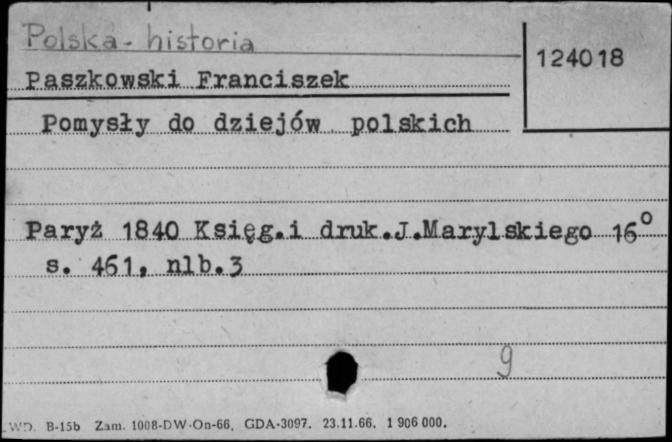 Polska - historia
124018
Paszkowski Franciszek
Pomysły do dziejów polskich
Paryż 1840 Księg.i druk.J.Marylskiego 16°
s. 461, nlb.3
9
WD. B-15b Zam. 1008-DW-On-66. GDA-3097. 23.11.66. 1 906 000.